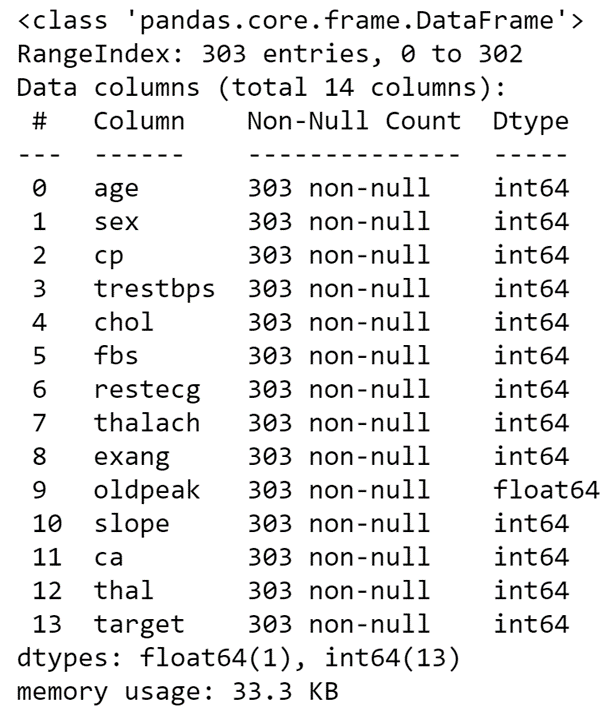 <class 'pandas.core.frame.DataFrame'>
RangeIndex: 303 entries, 0 to 302
Data columns (total 14 columns):
 #   Column    Non-Null Count  Dtype
---  ------    --------------  -----
 0   age       303 non-null    int64
 1   sex       303 non-null    int64
 2   cp        303 non-null    int64
 3   trestbps  303 non-null    int64
 4   chol      303 non-null    int64
 5   fbs       303 non-null    int64
 6   restecg   303 non-null    int64
 7   thalach   303 non-null    int64
 8   exang     303 non-null    int64
 9   oldpeak   303 non-null    float64
 10  slope     303 non-null    int64
 11  ca        303 non-null    int64
 12  thal      303 non-null    int64
 13  target    303 non-null    int64
dtypes: float64(1), int64(13)
memory usage: 33.3 KB